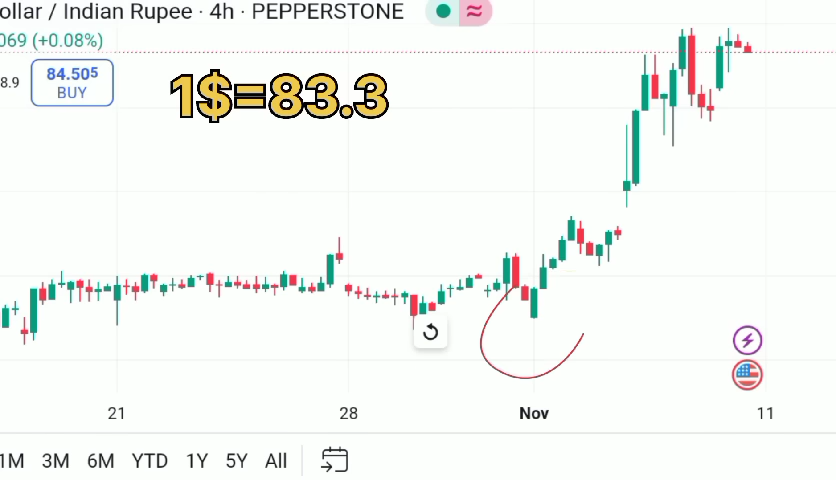 ollar / Indian Rupee · 4h · PEPPERSTONE
069 (+0.08%)
8.9
84.505
BUY
1$=83.3
21 28 Nov 11
1M 3M 6M YTD 1Y 5Y All